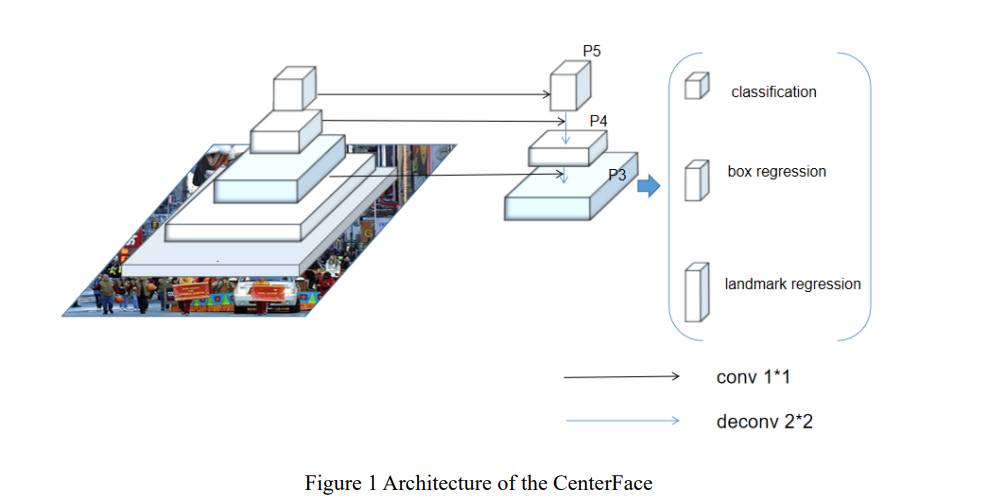 P5
classification
P4
box regression
P3
landmark regression
conv 1*1
deconv 2*2
Figure 1 Architecture of the CenterFace